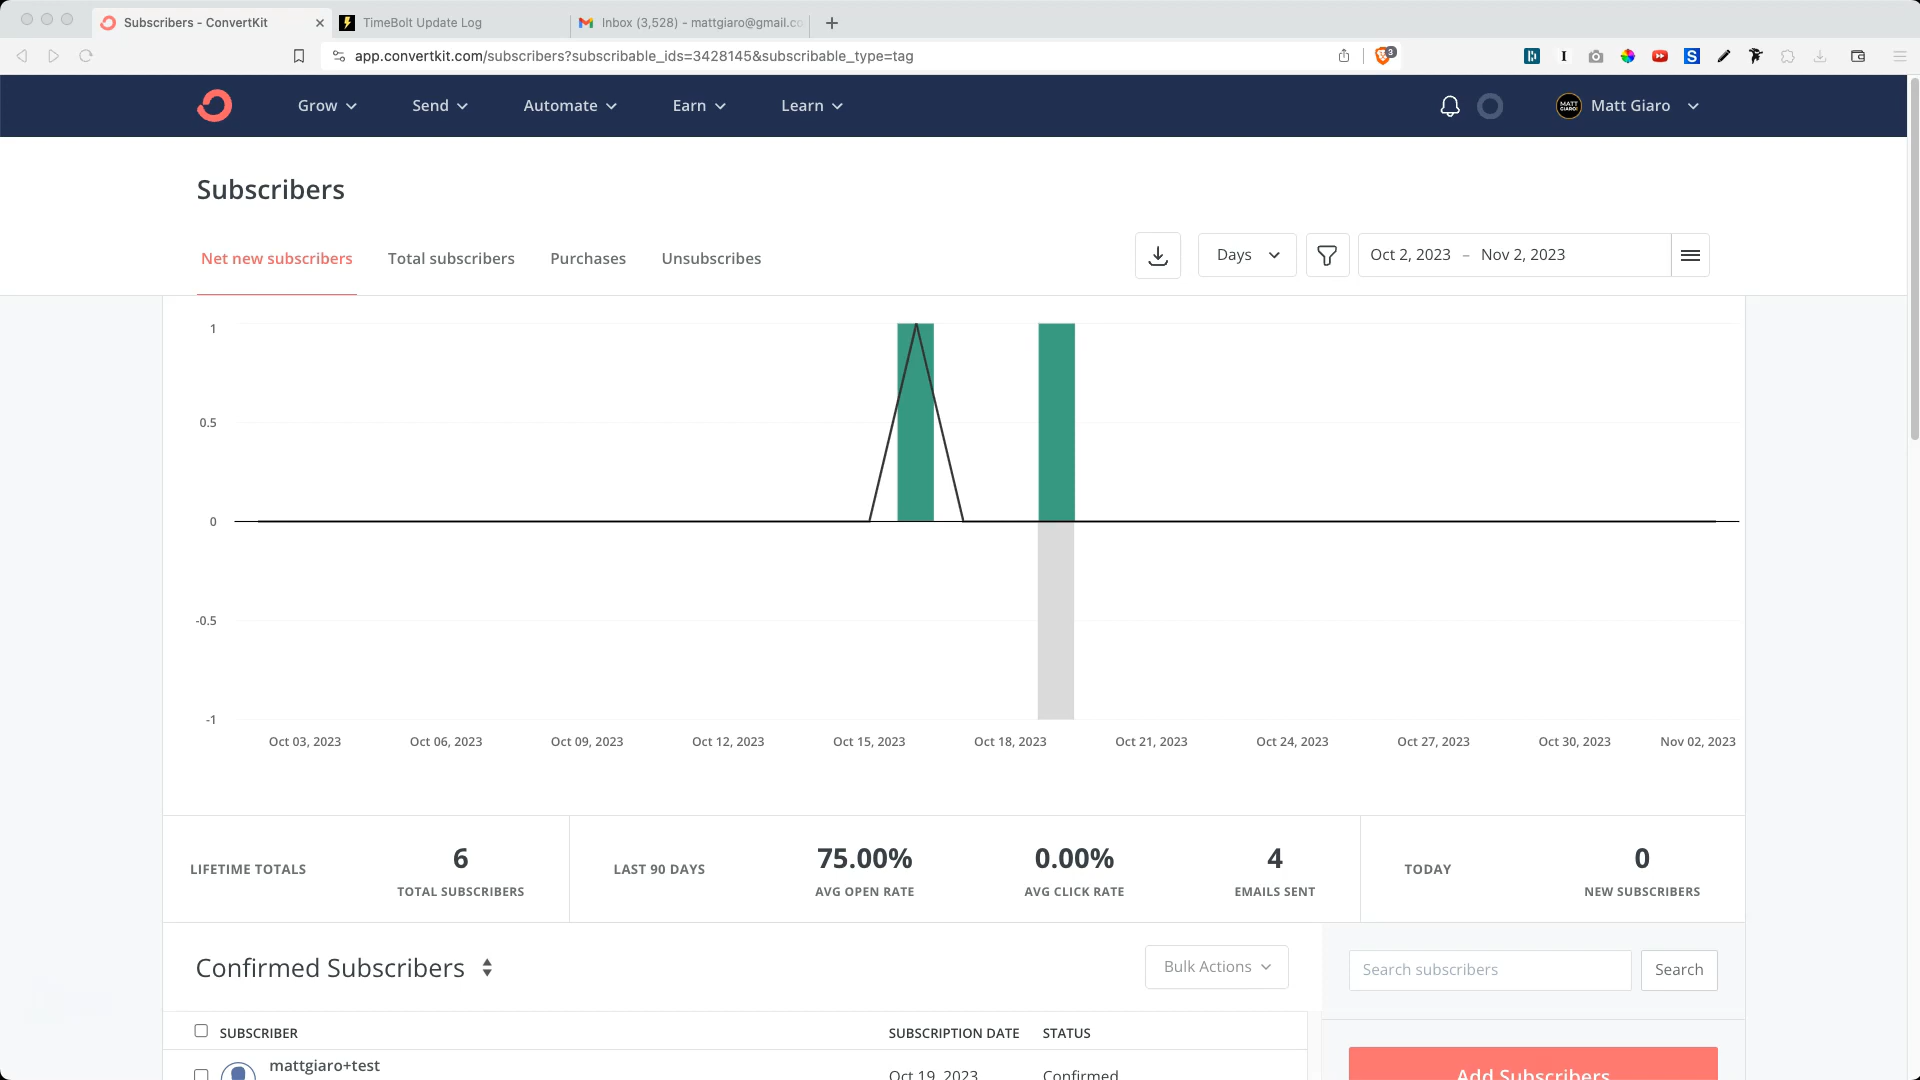 Subscribers - ConvertKit
TimeBolt Update Log
Inbox (3,528) - mattgiaro@gmail.co
app.convertkit.com/subscribers?subscribable_ids=3428145&subscribable_type=tag
3
Grow
Send
Automate
Earn
Learn
MATT GIARO!
Matt Giaro
Subscribers
Net new subscribers
Total subscribers
Purchases
Unsubscribes
Days
Oct 2, 2023 – Nov 2, 2023
1
0.5
0
-0.5
-1
Oct 03, 2023
Oct 06, 2023
Oct 09, 2023
Oct 12, 2023
Oct 15, 2023
Oct 18, 2023
Oct 21, 2023
Oct 24, 2023
Oct 27, 2023
Oct 30, 2023
Nov 02, 2023
LIFETIME TOTALS
6
TOTAL SUBSCRIBERS
LAST 90 DAYS
75.00%
AVG OPEN RATE
0.00%
AVG CLICK RATE
4
EMAILS SENT
TODAY
0
NEW SUBSCRIBERS
Confirmed Subscribers
Bulk Actions
Search subscribers
Search
SUBSCRIBER
SUBSCRIPTION DATE
STATUS
mattgiaro+test
Oct 19, 2023
Confirmed
Add Subscribers